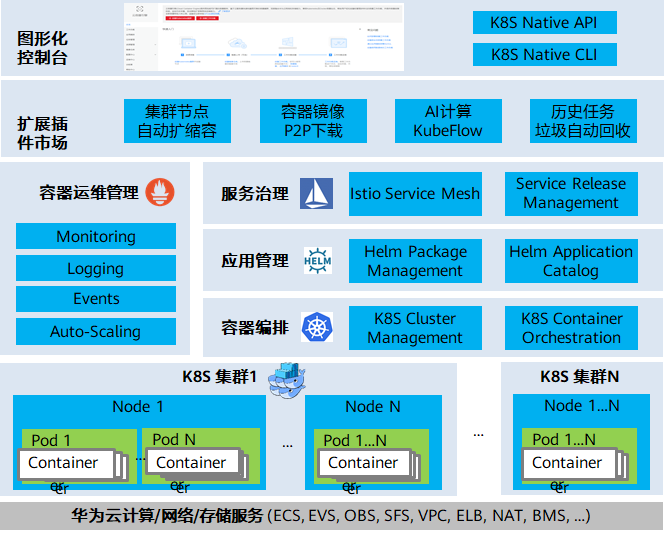 图形化
控制台
K8S Native API
K8S Native CLI
扩展插
件市场
集群节点
自动扩缩容
容器镜像
P2P下载
AI计算
KubeFlow
历史任务
垃圾自动回收
容器运维管理
Monitoring
Logging
Events
Auto-Scaling
服务治理
Istio Service Mesh
Service Release
Management
应用管理
HELM
Helm Package
Management
Helm Application
Catalog
容器编排
K8S Cluster
Management
K8S Container
Orchestration
K8S 集群1
Node 1
Pod 1
Container
er
...
Pod N
Container
er
...
Node N
Pod 1...N
Container
er
...
K8S 集群N
Node 1...N
Pod 1...N
Container
er
华为云计算/网络/存储服务 (ECS, EVS, OBS, SFS, VPC, ELB, NAT, BMS, ...)